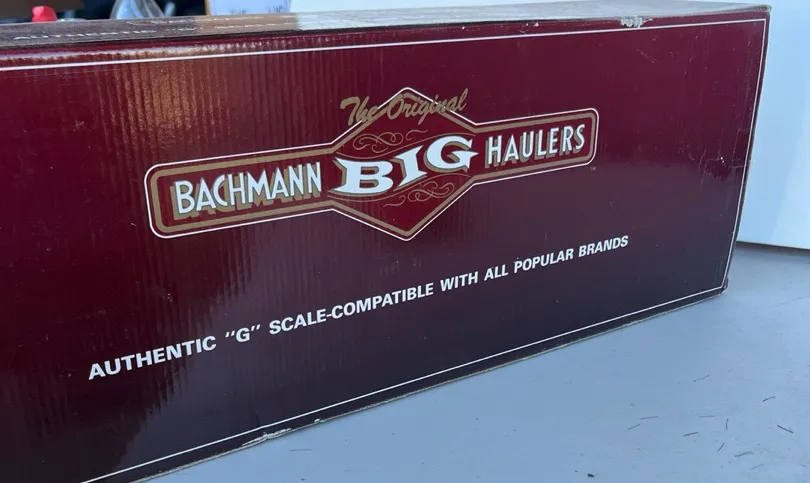 The Original
BACHMANN BIG HAULERS
AUTHENTIC "G" SCALE-COMPATIBLE WITH ALL POPULAR BRANDS